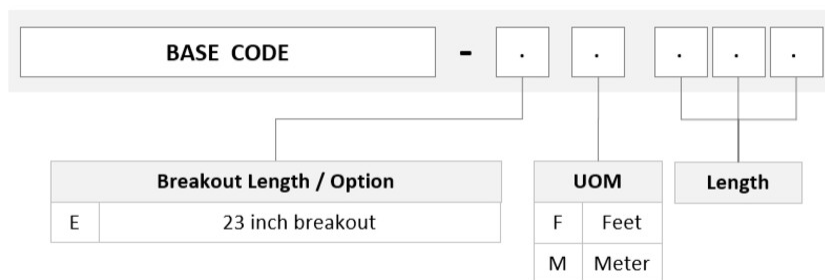 BASE CODE - . . . . .
Breakout Length / Option UOM Length
E 23 inch breakout F Feet
M Meter